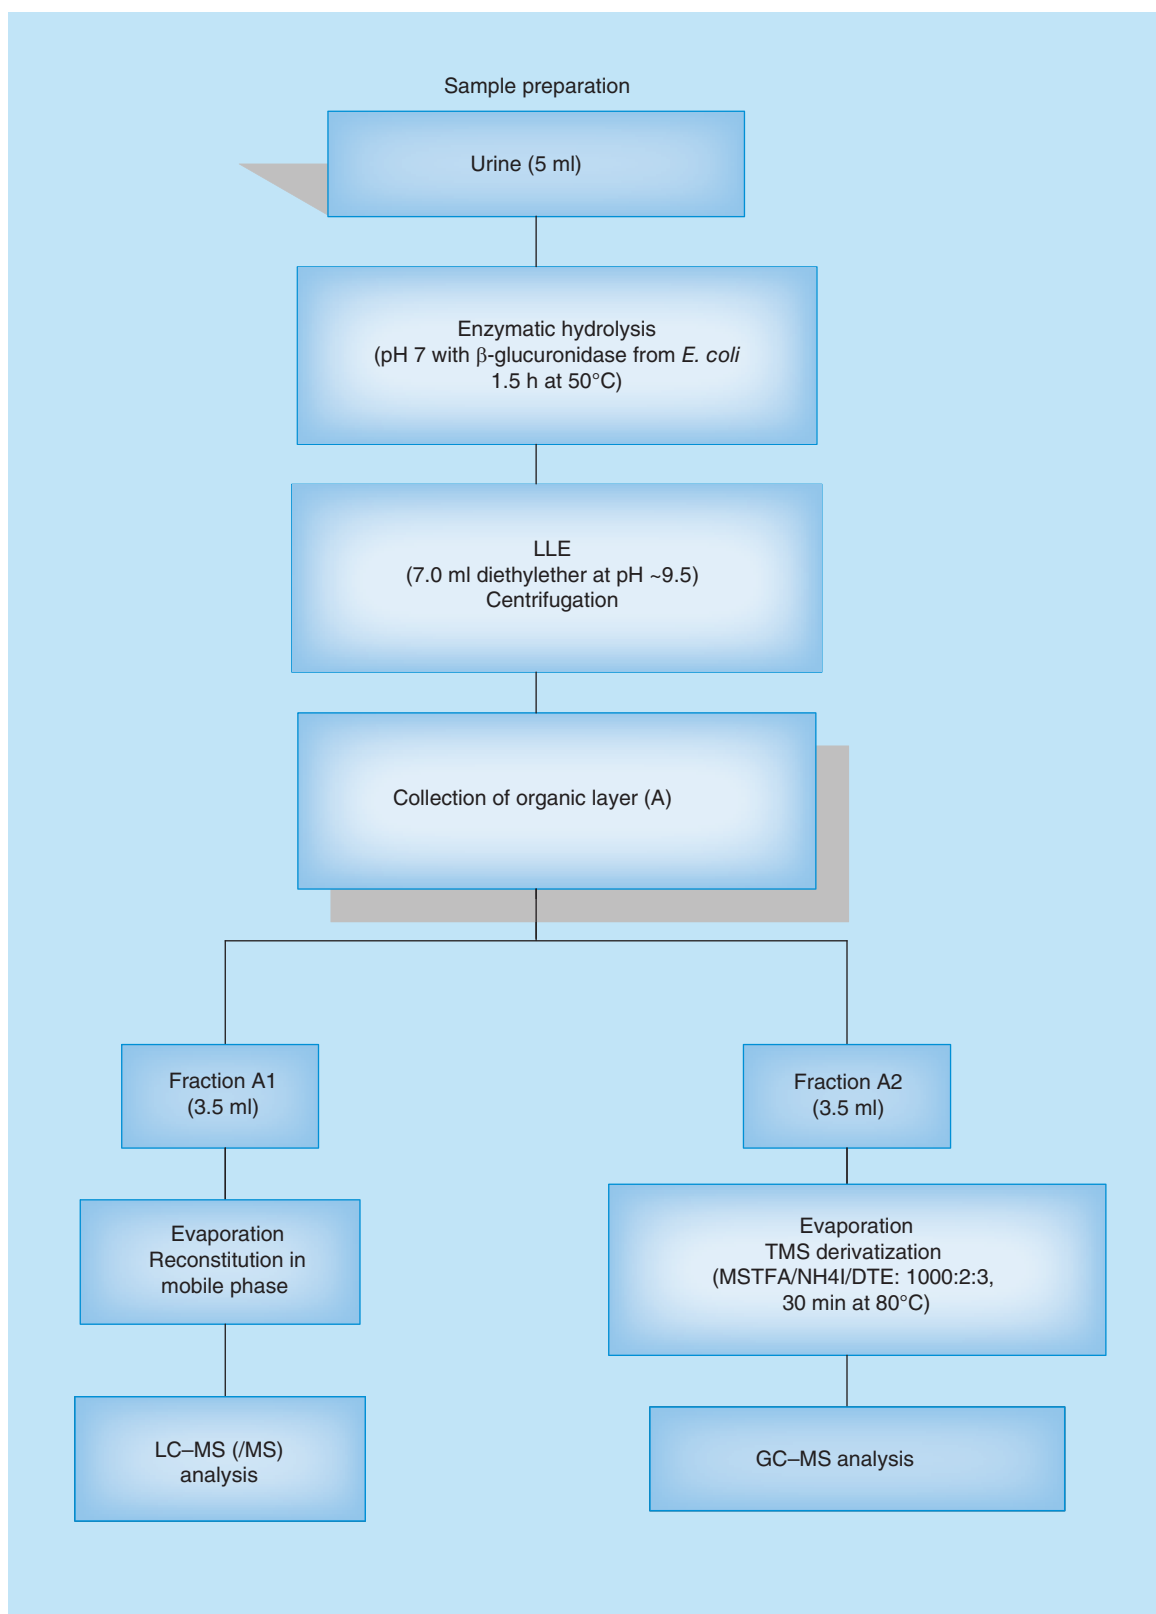 Sample preparation
Urine (5 ml)
Enzymatic hydrolysis
(pH 7 with β-glucuronidase from E. coli
1.5 h at 50°C)
LLE
(7.0 ml diethylether at pH ~9.5)
Centrifugation
Collection of organic layer (A)
Fraction A1
(3.5 ml)
Evaporation
Reconstitution in
mobile phase
LC–MS (/MS)
analysis
Fraction A2
(3.5 ml)
Evaporation
TMS derivatization
(MSTFA/NH4I/DTE: 1000:2:3,
30 min at 80°C)
GC–MS analysis